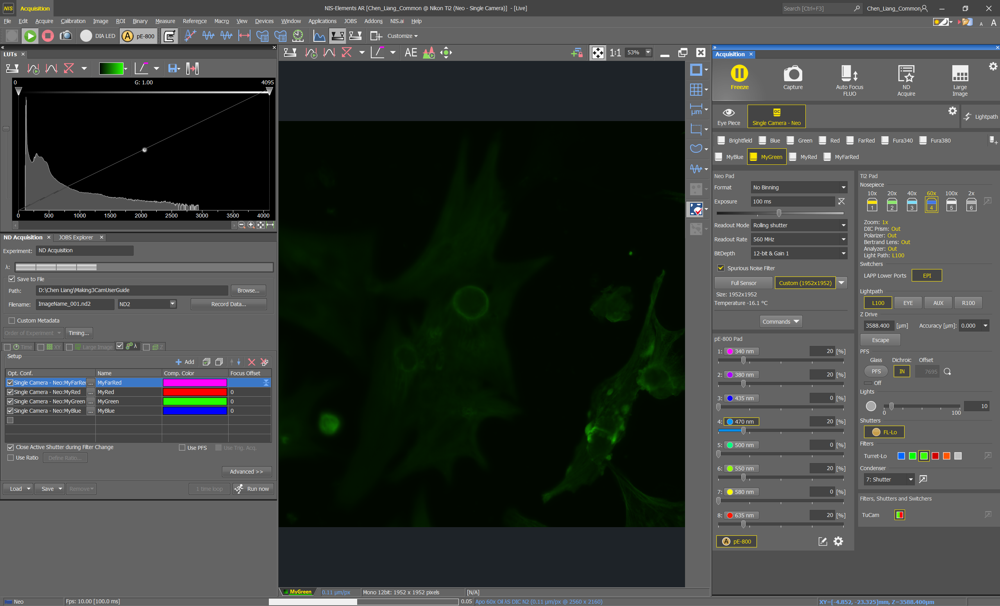 NIS Acquisition NIS-Elements AR [Chen_Liang_Common @ Nikon Ti2 (Neo - Single Camera)] - [Live] Search [Ctrl+F3] Chen_Liang_Common
File Edit Acquire Calibration Image ROI Binary Measure Reference Macro View Devices Window Applications JOBS Addons NIS.ai Help A A
DIA LED A pE-800 Customize
LUTs
AE 1:1 53%
0 G: 1.00 4095
0 500 1000 1500 2000 2500 3000 3500 4000
ND Acquisition JOBS Explorer
Experiment: ND Acquisition
λ:
Save to File
Path: D:\Chen Liang\Making3CamUserGuide Browse...
Filename: ImageName_001.nd2 ND2 Record Data...
Custom Metadata
Order of Experiment Timing...
Time XY Large Image λ Z
Setup
Add
Opt. Conf. Name Comp. Color Focus Offset
Single Camera - Neo:MyFarRed ... MyFarRed
Single Camera - Neo:MyRed ... MyRed 0
Single Camera - Neo:MyGreen ... MyGreen 0
Single Camera - Neo:MyBlue ... MyBlue 0
Close Active Shutter during Filter Change Use PFS Use Trig. Acq.
Use Ratio Define Ratio...
Advanced >>
Load Save Remove 1 time loop Run now
µm
MyGreen 0.11 µm/px Mono 12bit: 1952 x 1952 pixels [N/A]
Acquisition
Freeze Capture Auto Focus FLUO ND Acquire Large Image
Eye Piece OC Single Camera - Neo Lightpath
Brightfield Blue Green Red FarRed Fura340 Fura380
MyBlue MyGreen MyRed MyFarRed
Neo Pad
Format No Binning
Exposure 100 ms
Readout Mode Rolling shutter
Readout Rate 560 MHz
BitDepth 12-bit & Gain 1
Spurious Noise Filter
Full Sensor Custom (1952x1952)
Size: 1952x1952
Temperature -16.1 °C
Commands
pE-800 Pad
1: 340 nm 20 [%]
2: 380 nm 20 [%]
3: 435 nm 0 [%]
4: 470 nm 20 [%]
5: 500 nm 0 [%]
6: 550 nm 20 [%]
7: 580 nm 0 [%]
8: 635 nm 20 [%]
A pE-800
Ti2 Pad
Nosepiece
10x 20x 40x 60x 100x 2x
1 2 3 4 5 6
Zoom: 1x
DIC Prism: Out
Polarizer: Out
Bertrand Lens: Out
Analyzer: Out
Light Path: L100
Switchers
LAPP Lower Ports EPI
Lightpath
L100 EYE AUX R100
Z Drive
3588.400 [µm] Accuracy [µm]: 0.000
Escape
PFS
Glass Dichroic Offset
PFS IN 7695
Off
Lights
10
0 100
Shutters
FL-Lo
Filters
Turret-Lo
Condenser
7: Shutter
Filters, Shutters and Switchers
TuCam
Neo Fps: 10.00 [100.0 ms] 0.05 Apo 60x Oil λS DIC N2 (0.11 µm/px @ 2560 x 2160) XY=[-4.852, -23.325]mm, Z=3588.400µm